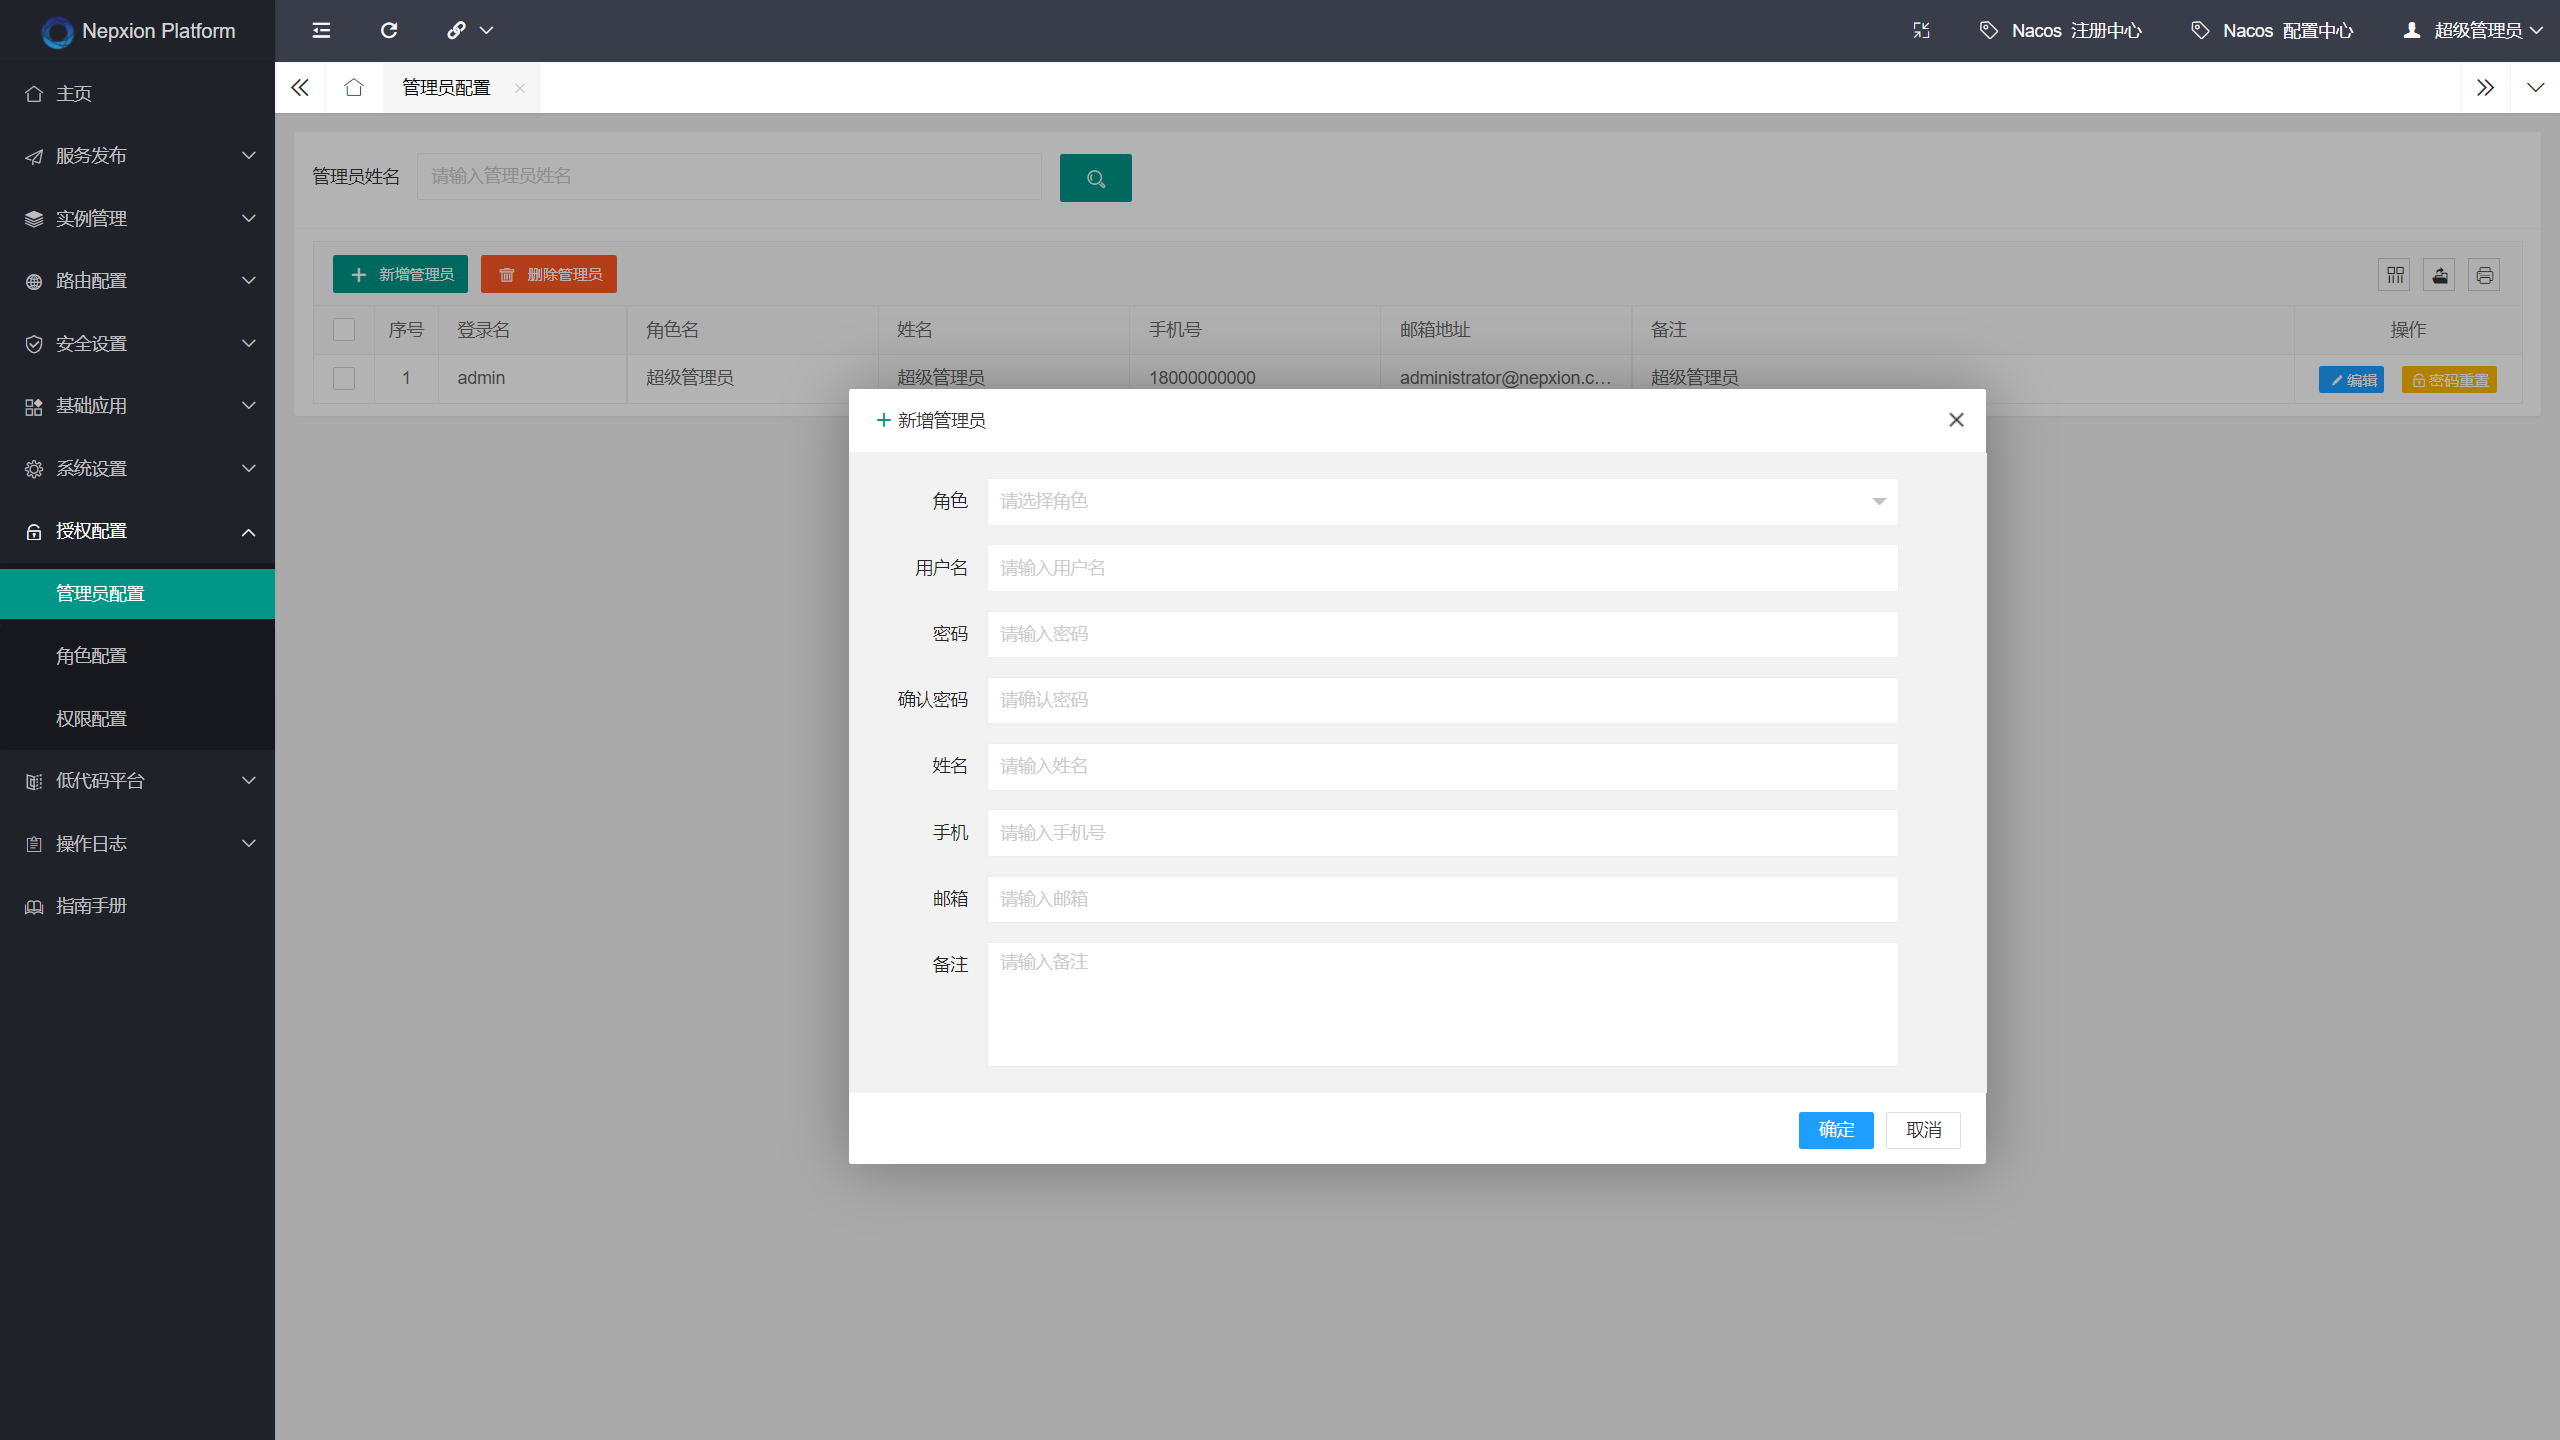 Nepxion Platform
Nacos 注册中心
Nacos 配置中心
超级管理员
主页
服务发布
实例管理
路由配置
安全设置
基础应用
系统设置
授权配置
管理员配置
角色配置
权限配置
低代码平台
操作日志
指南手册
管理员配置
管理员姓名 请输入管理员姓名
新增管理员 删除管理员
序号 登录名 角色名 姓名 手机号 邮箱地址 备注 操作
1 admin 超级管理员 超级管理员 18000000000 administrator@nepxion.c... 超级管理员 编辑 密码重置
新增管理员
角色 请选择角色
用户名 请输入用户名
密码 请输入密码
确认密码 请确认密码
姓名 请输入姓名
手机 请输入手机号
邮箱 请输入邮箱
备注 请输入备注
确定 取消